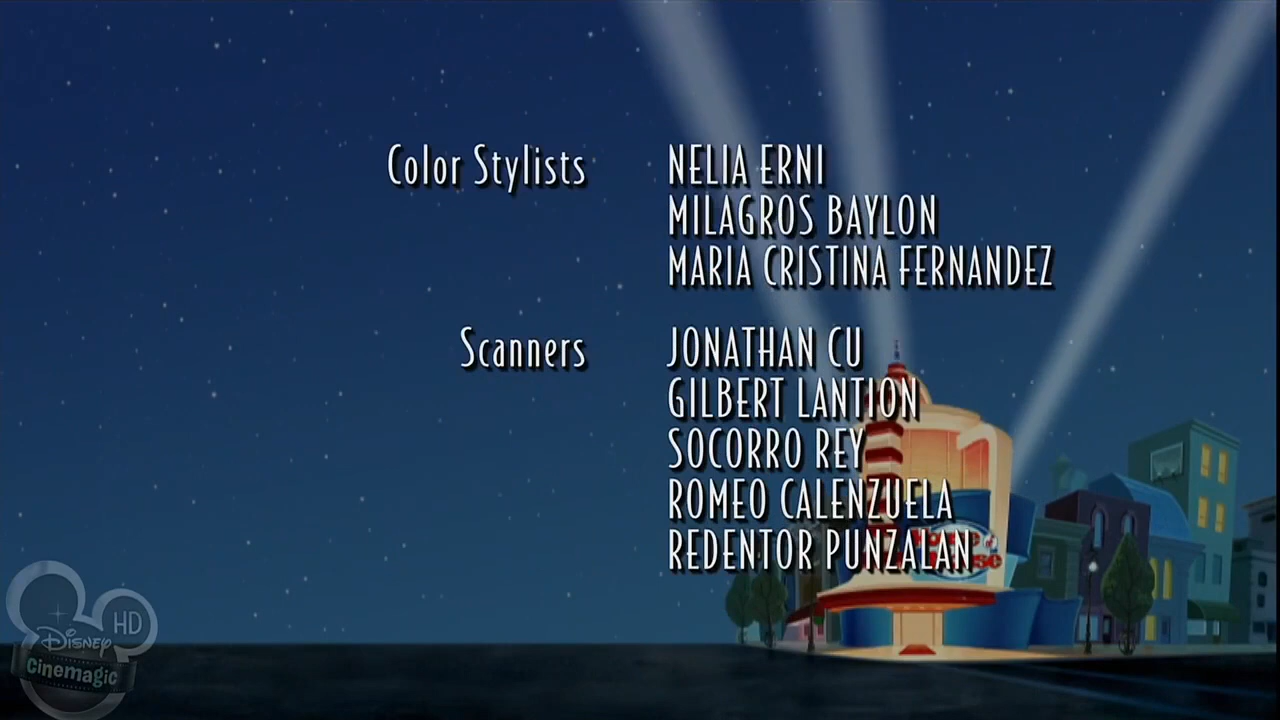 Color Stylists NELIA ERNI
MILAGROS BAYLON
MARIA CRISTINA FERNANDEZ
Scanners JONATHAN CU
GILBERT LANTION
SOCORRO REY
ROMEO CALENZUELA
REDENTOR PUNZALAN
HD
Disney
Cinemagic